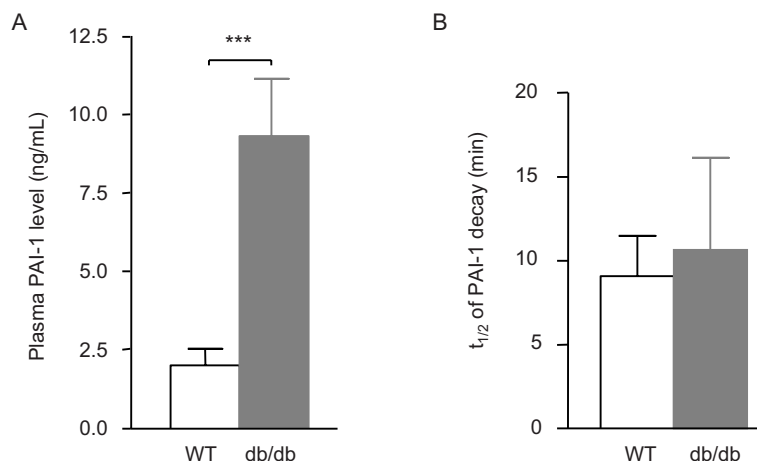 A
Plasma PAI-1 level (ng/mL)
12.5
10.0
7.5
5.0
2.5
0.0
***
WT db/db
B
t1/2 of PAI-1 decay (min)
20
15
10
5
0
WT db/db